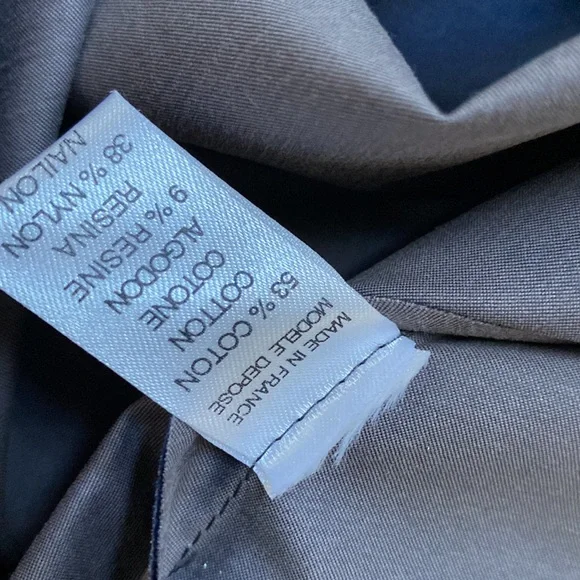 MADE IN FRANCE
MODELE DEPOSE
53 % COTON
COTTON
COTONE
ALGODON
9 % RESINE
RESINA
38 % NYLON
NAILON